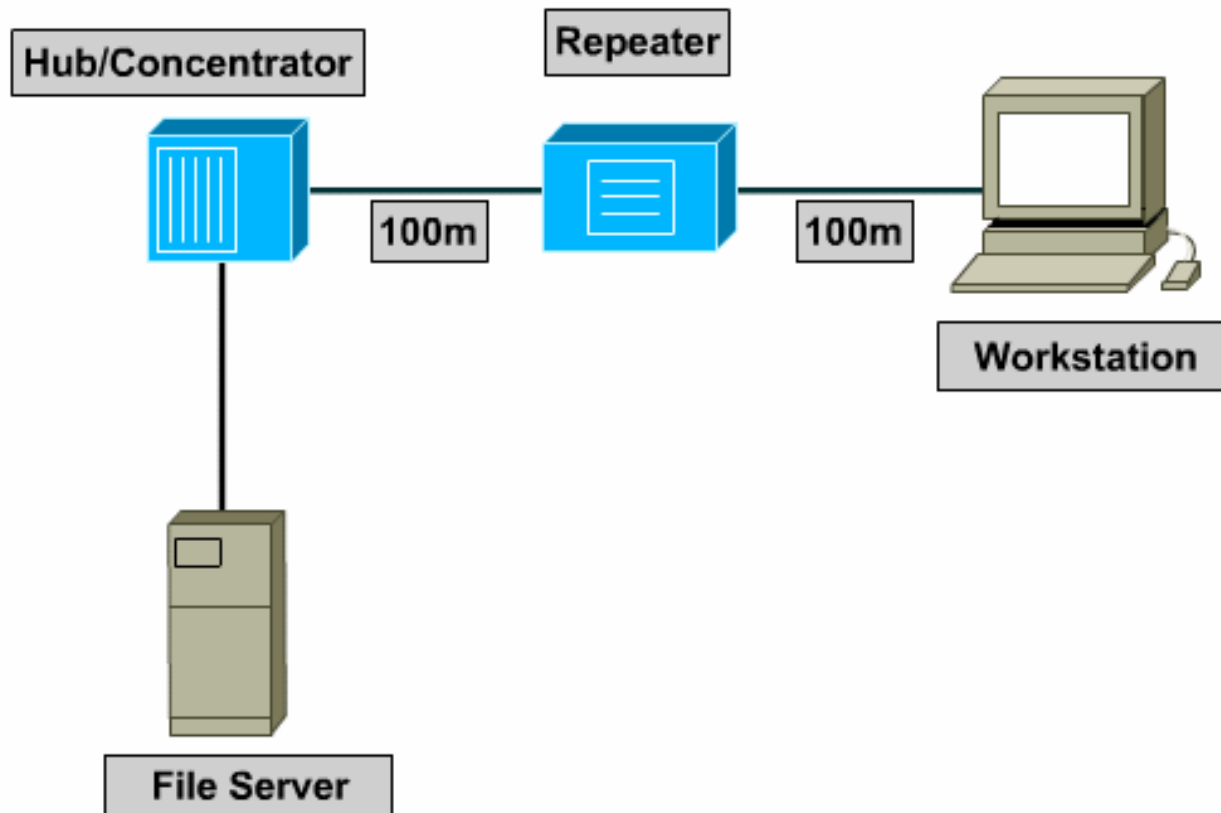 Hub/Concentrator
Repeater
100m
100m
Workstation
File Server